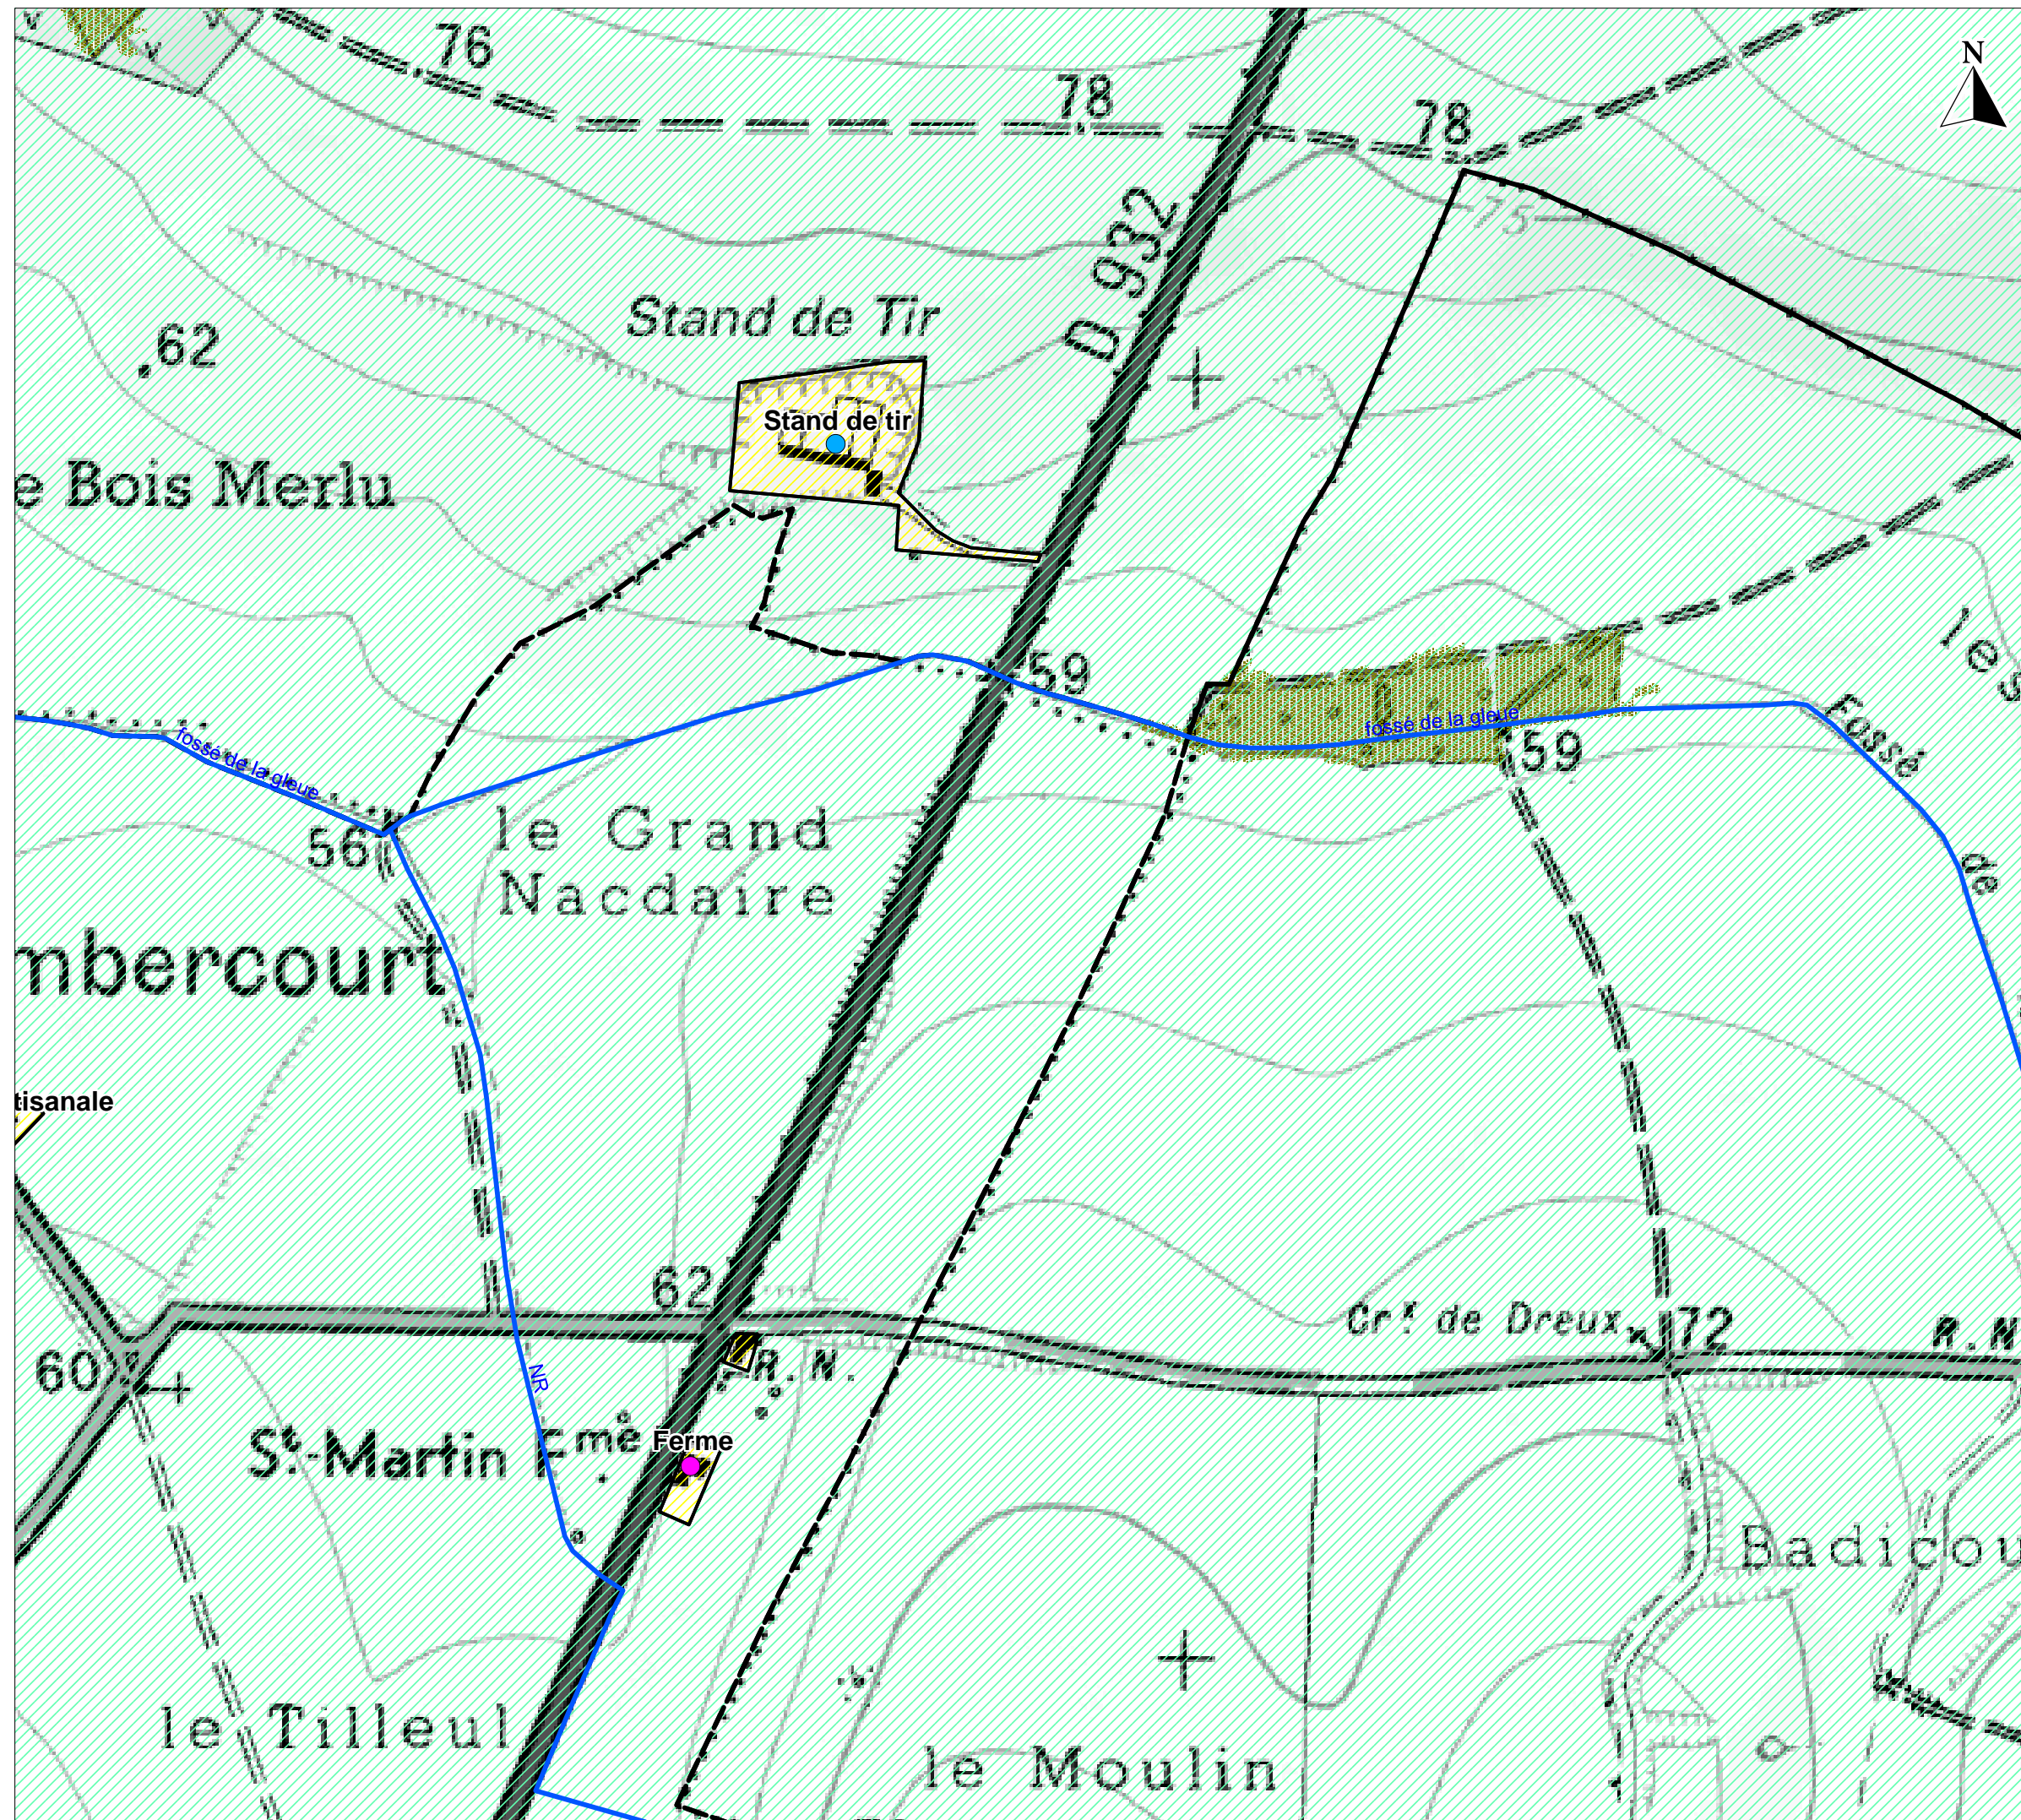 76
78
78
N
75
D 932
Stand de Tir
62
Stand de tir
e Bois Merlu
59
fossé de la gleue
59
Fossé
de
fossé de la gleue
56
le Grand
Nacdaire
mbercourt
tisanale
62
Cr.t de Dreux
72
R.N
60
R.N.
NR
St-Martin Fme
Ferme
Badicou
le Tilleul
le Moulin